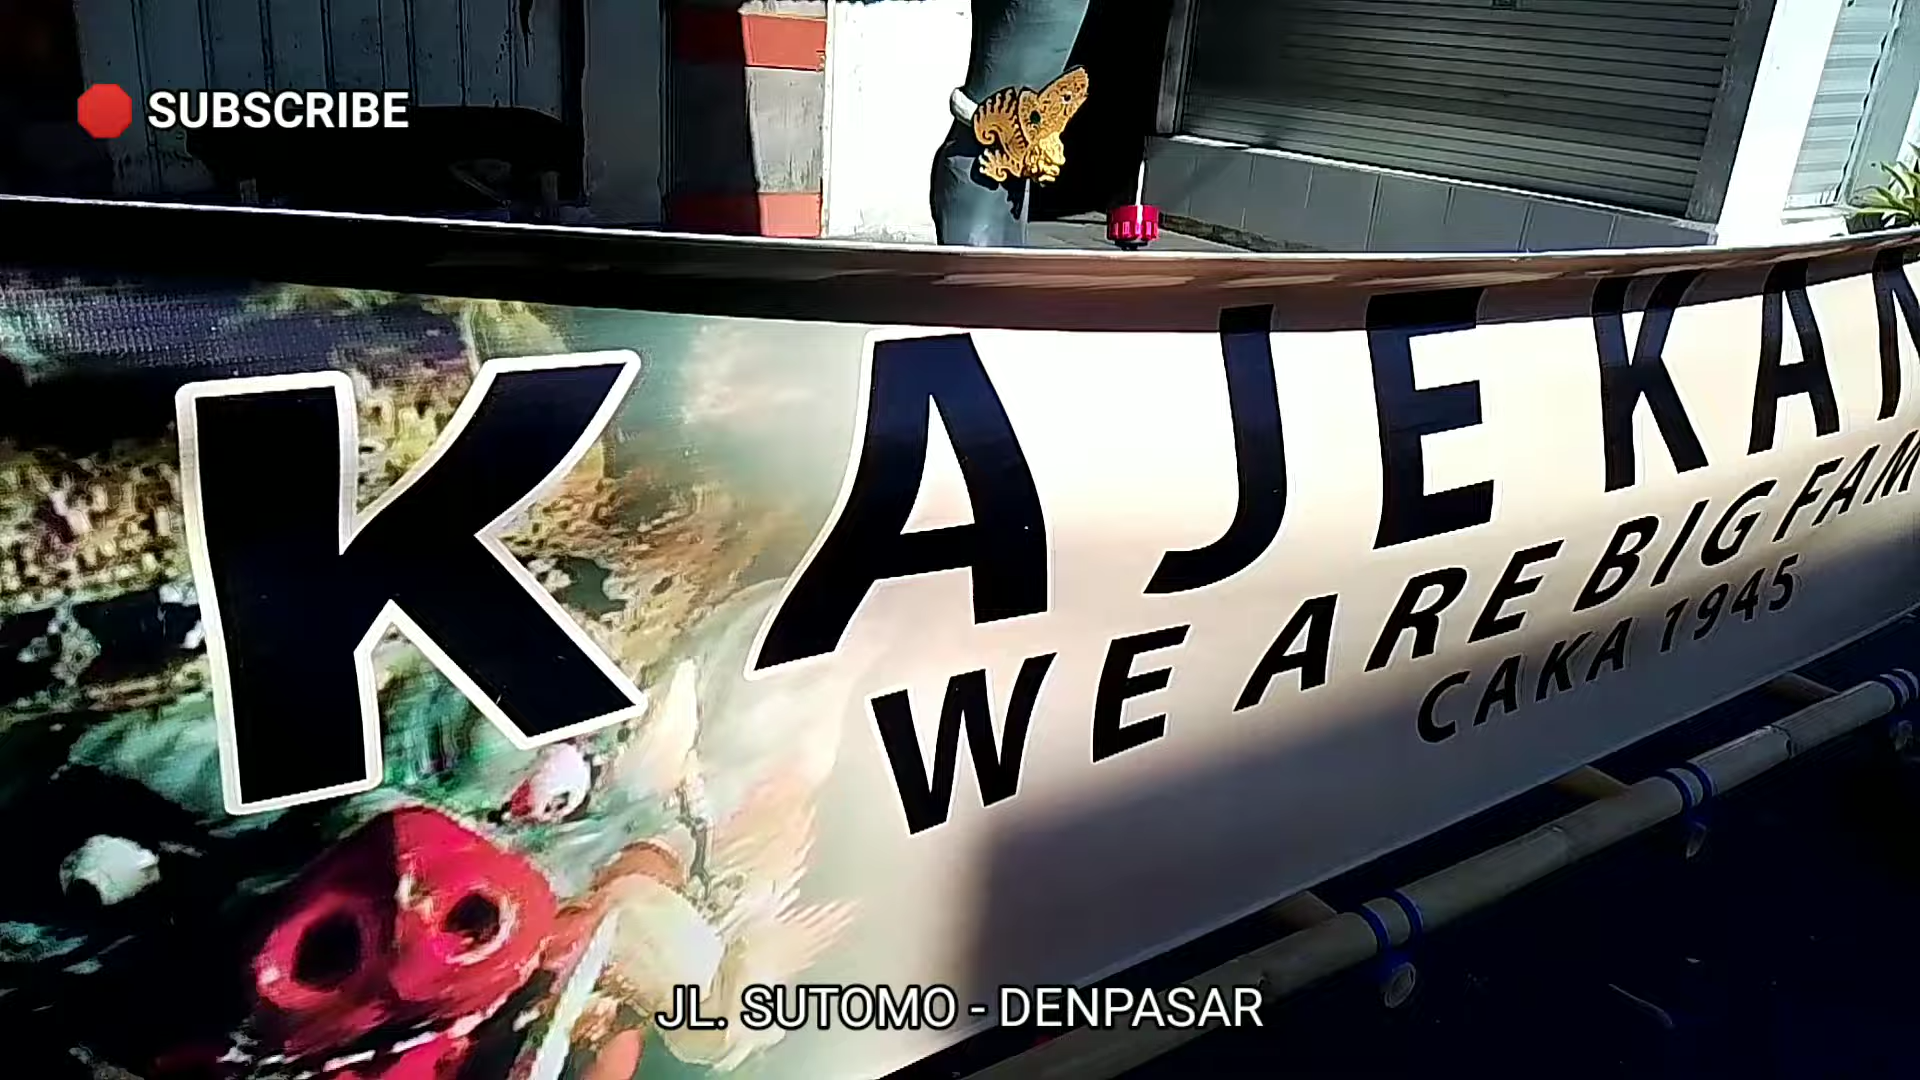 SUBSCRIBE
KAJEKAN
WE ARE BIG FAM
CAKA 1945
JL. SUTOMO - DENPASAR